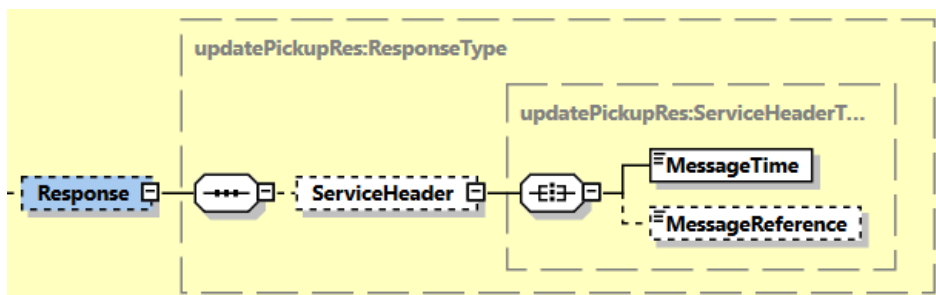 updatePickupRes:ResponseType
updatePickupRes:ServiceHeaderT...
MessageTime
Response
ServiceHeader
MessageReference